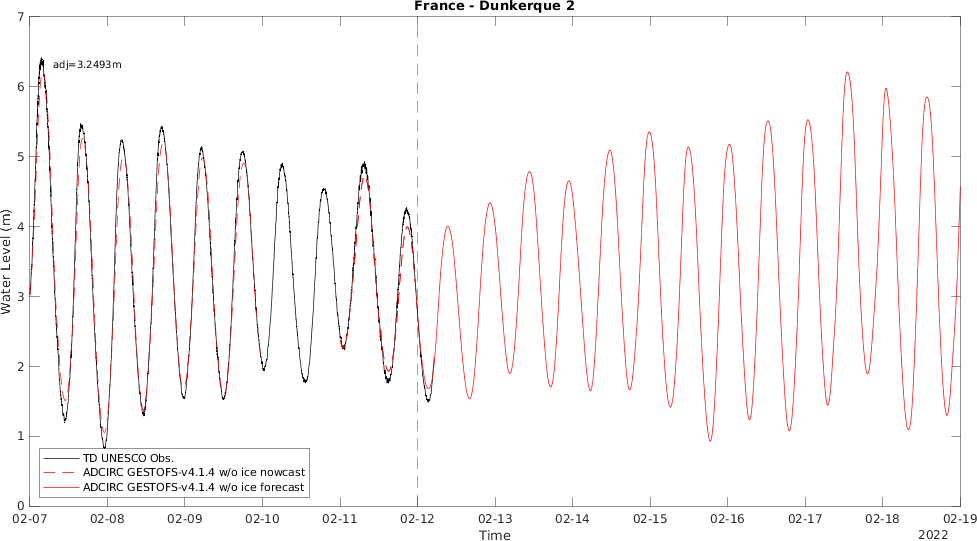 France - Dunkerque 2
7
adj=3.2493m
6
5
4
Water Level (m)
3
2
1
TD UNESCO Obs.
ADCIRC GESTOFS-v4.1.4 w/o ice nowcast
ADCIRC GESTOFS-v4.1.4 w/o ice forecast
0
02-07 02-08 02-09 02-10 02-11 02-12 02-13 02-14 02-15 02-16 02-17 02-18 02-19
Time 2022